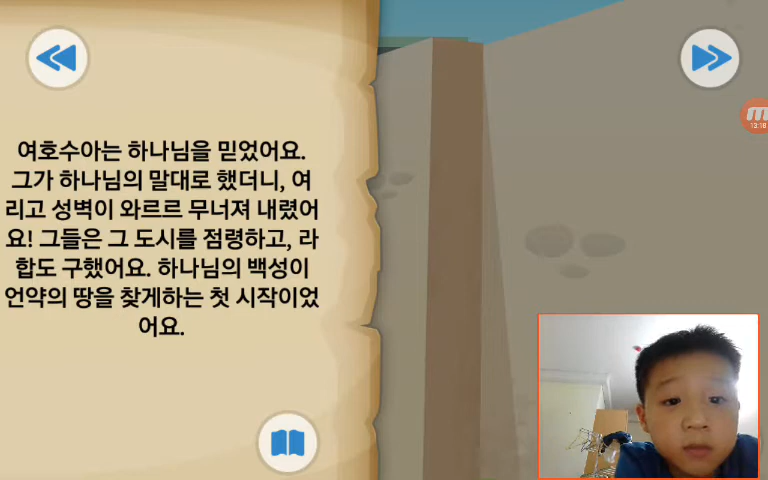 여호수아는 하나님을 믿었어요.
그가 하나님의 말대로 했더니, 여
리고 성벽이 와르르 무너져 내렸어
요! 그들은 그 도시를 점령하고, 라
합도 구했어요. 하나님의 백성이
언약의 땅을 찾게하는 첫 시작이었
어요.
13:18